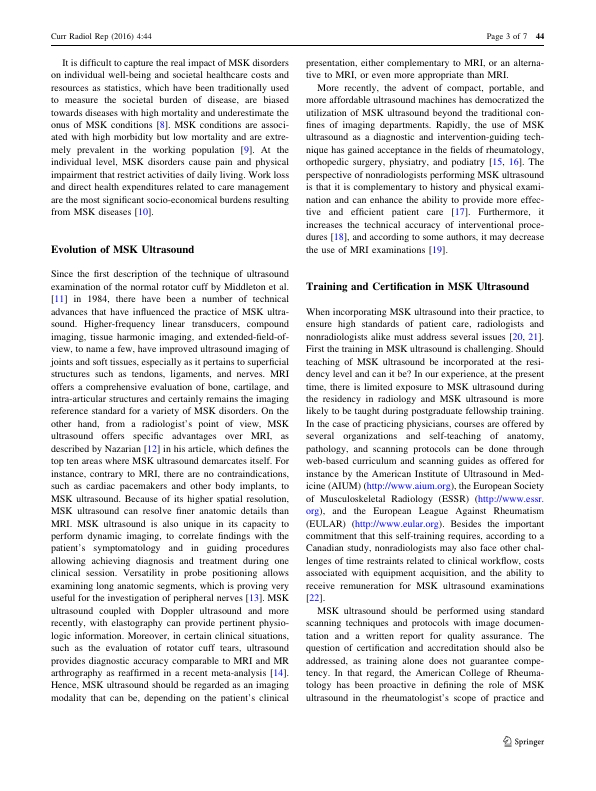 Curr Radiol Rep (2016) 4:44
Page 3 of 7 44
It is difficult to capture the real impact of MSK disorders
on individual well-being and societal healthcare costs and
resources as statistics, which have been traditionally used
to measure the societal burden of disease, are biased
towards diseases with high mortality and underestimate the
onus of MSK conditions [8]. MSK conditions are associ-
ated with high morbidity but low mortality and are extre-
mely prevalent in the working population [9]. At the
individual level, MSK disorders cause pain and physical
impairment that restrict activities of daily living. Work loss
and direct health expenditures related to care management
are the most significant socio-economical burdens resulting
from MSK diseases [10].
Evolution of MSK Ultrasound
Since the first description of the technique of ultrasound
examination of the normal rotator cuff by Middleton et al.
[11] in 1984, there have been a number of technical
advances that have influenced the practice of MSK ultra-
sound. Higher-frequency linear transducers, compound
imaging, tissue harmonic imaging, and extended-field-of-
view, to name a few, have improved ultrasound imaging of
joints and soft tissues, especially as it pertains to superficial
structures such as tendons, ligaments, and nerves. MRI
offers a comprehensive evaluation of bone, cartilage, and
intra-articular structures and certainly remains the imaging
reference standard for a variety of MSK disorders. On the
other hand, from a radiologist's point of view, MSK
ultrasound offers specific advantages over MRI, as
described by Nazarian [12] in his article, which defines the
top ten areas where MSK ultrasound demarcates itself. For
instance, contrary to MRI, there are no contraindications,
such as cardiac pacemakers and other body implants, to
MSK ultrasound. Because of its higher spatial resolution,
MSK ultrasound can resolve finer anatomic details than
MRI. MSK ultrasound is also unique in its capacity to
perform dynamic imaging, to correlate findings with the
patient's symptomatology and in guiding procedures
allowing achieving diagnosis and treatment during one
clinical session. Versatility in probe positioning allows
examining long anatomic segments, which is proving very
useful for the investigation of peripheral nerves [13]. MSK
ultrasound coupled with Doppler ultrasound and more
recently, with elastography can provide pertinent physio-
logic information. Moreover, in certain clinical situations,
such as the evaluation of rotator cuff tears, ultrasound
provides diagnostic accuracy comparable to MRI and MR
arthrography as reaffirmed in a recent meta-analysis [14].
Hence, MSK ultrasound should be regarded as an imaging
modality that can be, depending on the patient's clinical
presentation, either complementary to MRI, or an alterna-
tive to MRI, or even more appropriate than MRI.
More recently, the advent of compact, portable, and
more affordable ultrasound machines has democratized the
utilization of MSK ultrasound beyond the traditional con-
fines of imaging departments. Rapidly, the use of MSK
ultrasound as a diagnostic and intervention-guiding tech-
nique has gained acceptance in the fields of rheumatology,
orthopedic surgery, physiatry, and podiatry [15, 16]. The
perspective of nonradiologists performing MSK ultrasound
is that it is complementary to history and physical exami-
nation and can enhance the ability to provide more effec-
tive and efficient patient care [17]. Furthermore, it
increases the technical accuracy of interventional proce-
dures [18], and according to some authors, it may decrease
the use of MRI examinations [19].
Training and Certification in MSK Ultrasound
When incorporating MSK ultrasound into their practice, to
ensure high standards of patient care, radiologists and
nonradiologists alike must address several issues [20, 21].
First the training in MSK ultrasound is challenging. Should
teaching of MSK ultrasound be incorporated at the resi-
dency level and can it be? In our experience, at the present
time, there is limited exposure to MSK ultrasound during
the residency in radiology and MSK ultrasound is more
likely to be taught during postgraduate fellowship training.
In the case of practicing physicians, courses are offered by
several organizations and self-teaching of anatomy,
pathology, and scanning protocols can be done through
web-based curriculum and scanning guides as offered for
instance by the American Institute of Ultrasound in Med-
icine (AIUM) (http://www.aium.org), the European Society
of Musculoskeletal Radiology (ESSR) (http://www.essr.
org), and the European League Against Rheumatism
(EULAR) (http://www.eular.org). Besides the important
commitment that this self-training requires, according to a
Canadian study, nonradiologists may also face other chal-
lenges of time restraints related to clinical workflow, costs
associated with equipment acquisition, and the ability to
receive remuneration for MSK ultrasound examinations
[22].
MSK ultrasound should be performed using standard
scanning techniques and protocols with image documen-
tation and a written report for quality assurance. The
question of certification and accreditation should also be
addressed, as training alone does not guarantee compe-
tency. In that regard, the American College of Rheuma-
tology has been proactive in defining the role of MSK
ultrasound in the rheumatologist's scope of practice and
Springer